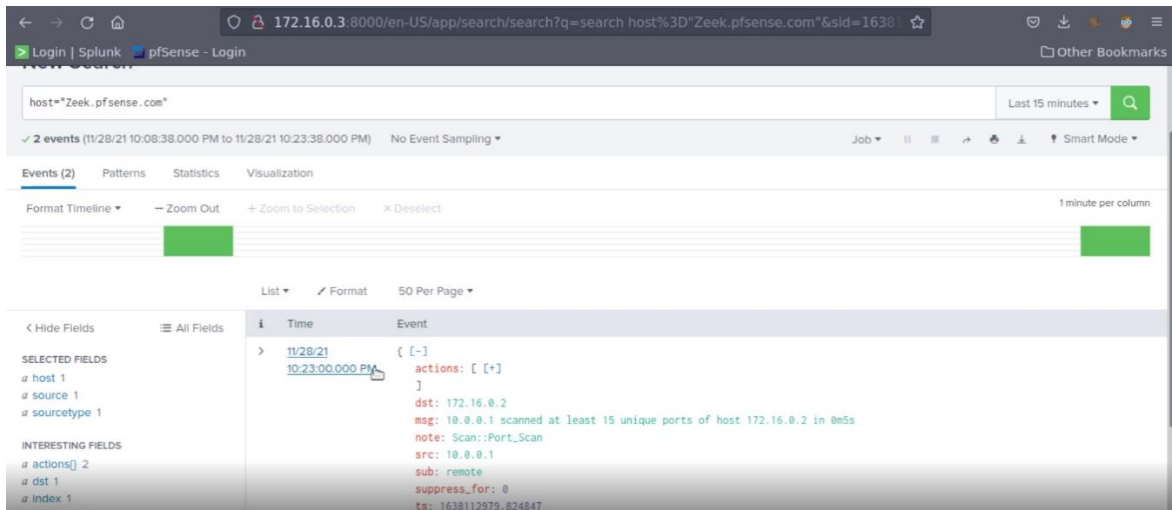 172.16.0.3:8000/en-US/app/search/search?q=search host%3D"Zeek.pfsense.com"&sid=1638
Login | Splunk pfSense - Login Other Bookmarks
New Search
host="Zeek.pfsense.com" Last 15 minutes
2 events (11/28/21 10:08:38.000 PM to 11/28/21 10:23:38.000 PM) No Event Sampling Job Smart Mode
Events (2) Patterns Statistics Visualization
Format Timeline — Zoom Out + Zoom to Selection × Deselect 1 minute per column
List Format 50 Per Page
< Hide Fields All Fields i Time Event
> 11/28/21 { [-]
10:23:00.000 PM actions: [ [+]
]
dst: 172.16.0.2
msg: 10.0.0.1 scanned at least 15 unique ports of host 172.16.0.2 in 0m5s
note: Scan::Port_Scan
src: 10.0.0.1
sub: remote
suppress_for: 0
ts: 1638112979.824847
SELECTED FIELDS
a host 1
a source 1
a sourcetype 1
INTERESTING FIELDS
a actions[] 2
a dst 1
a index 1